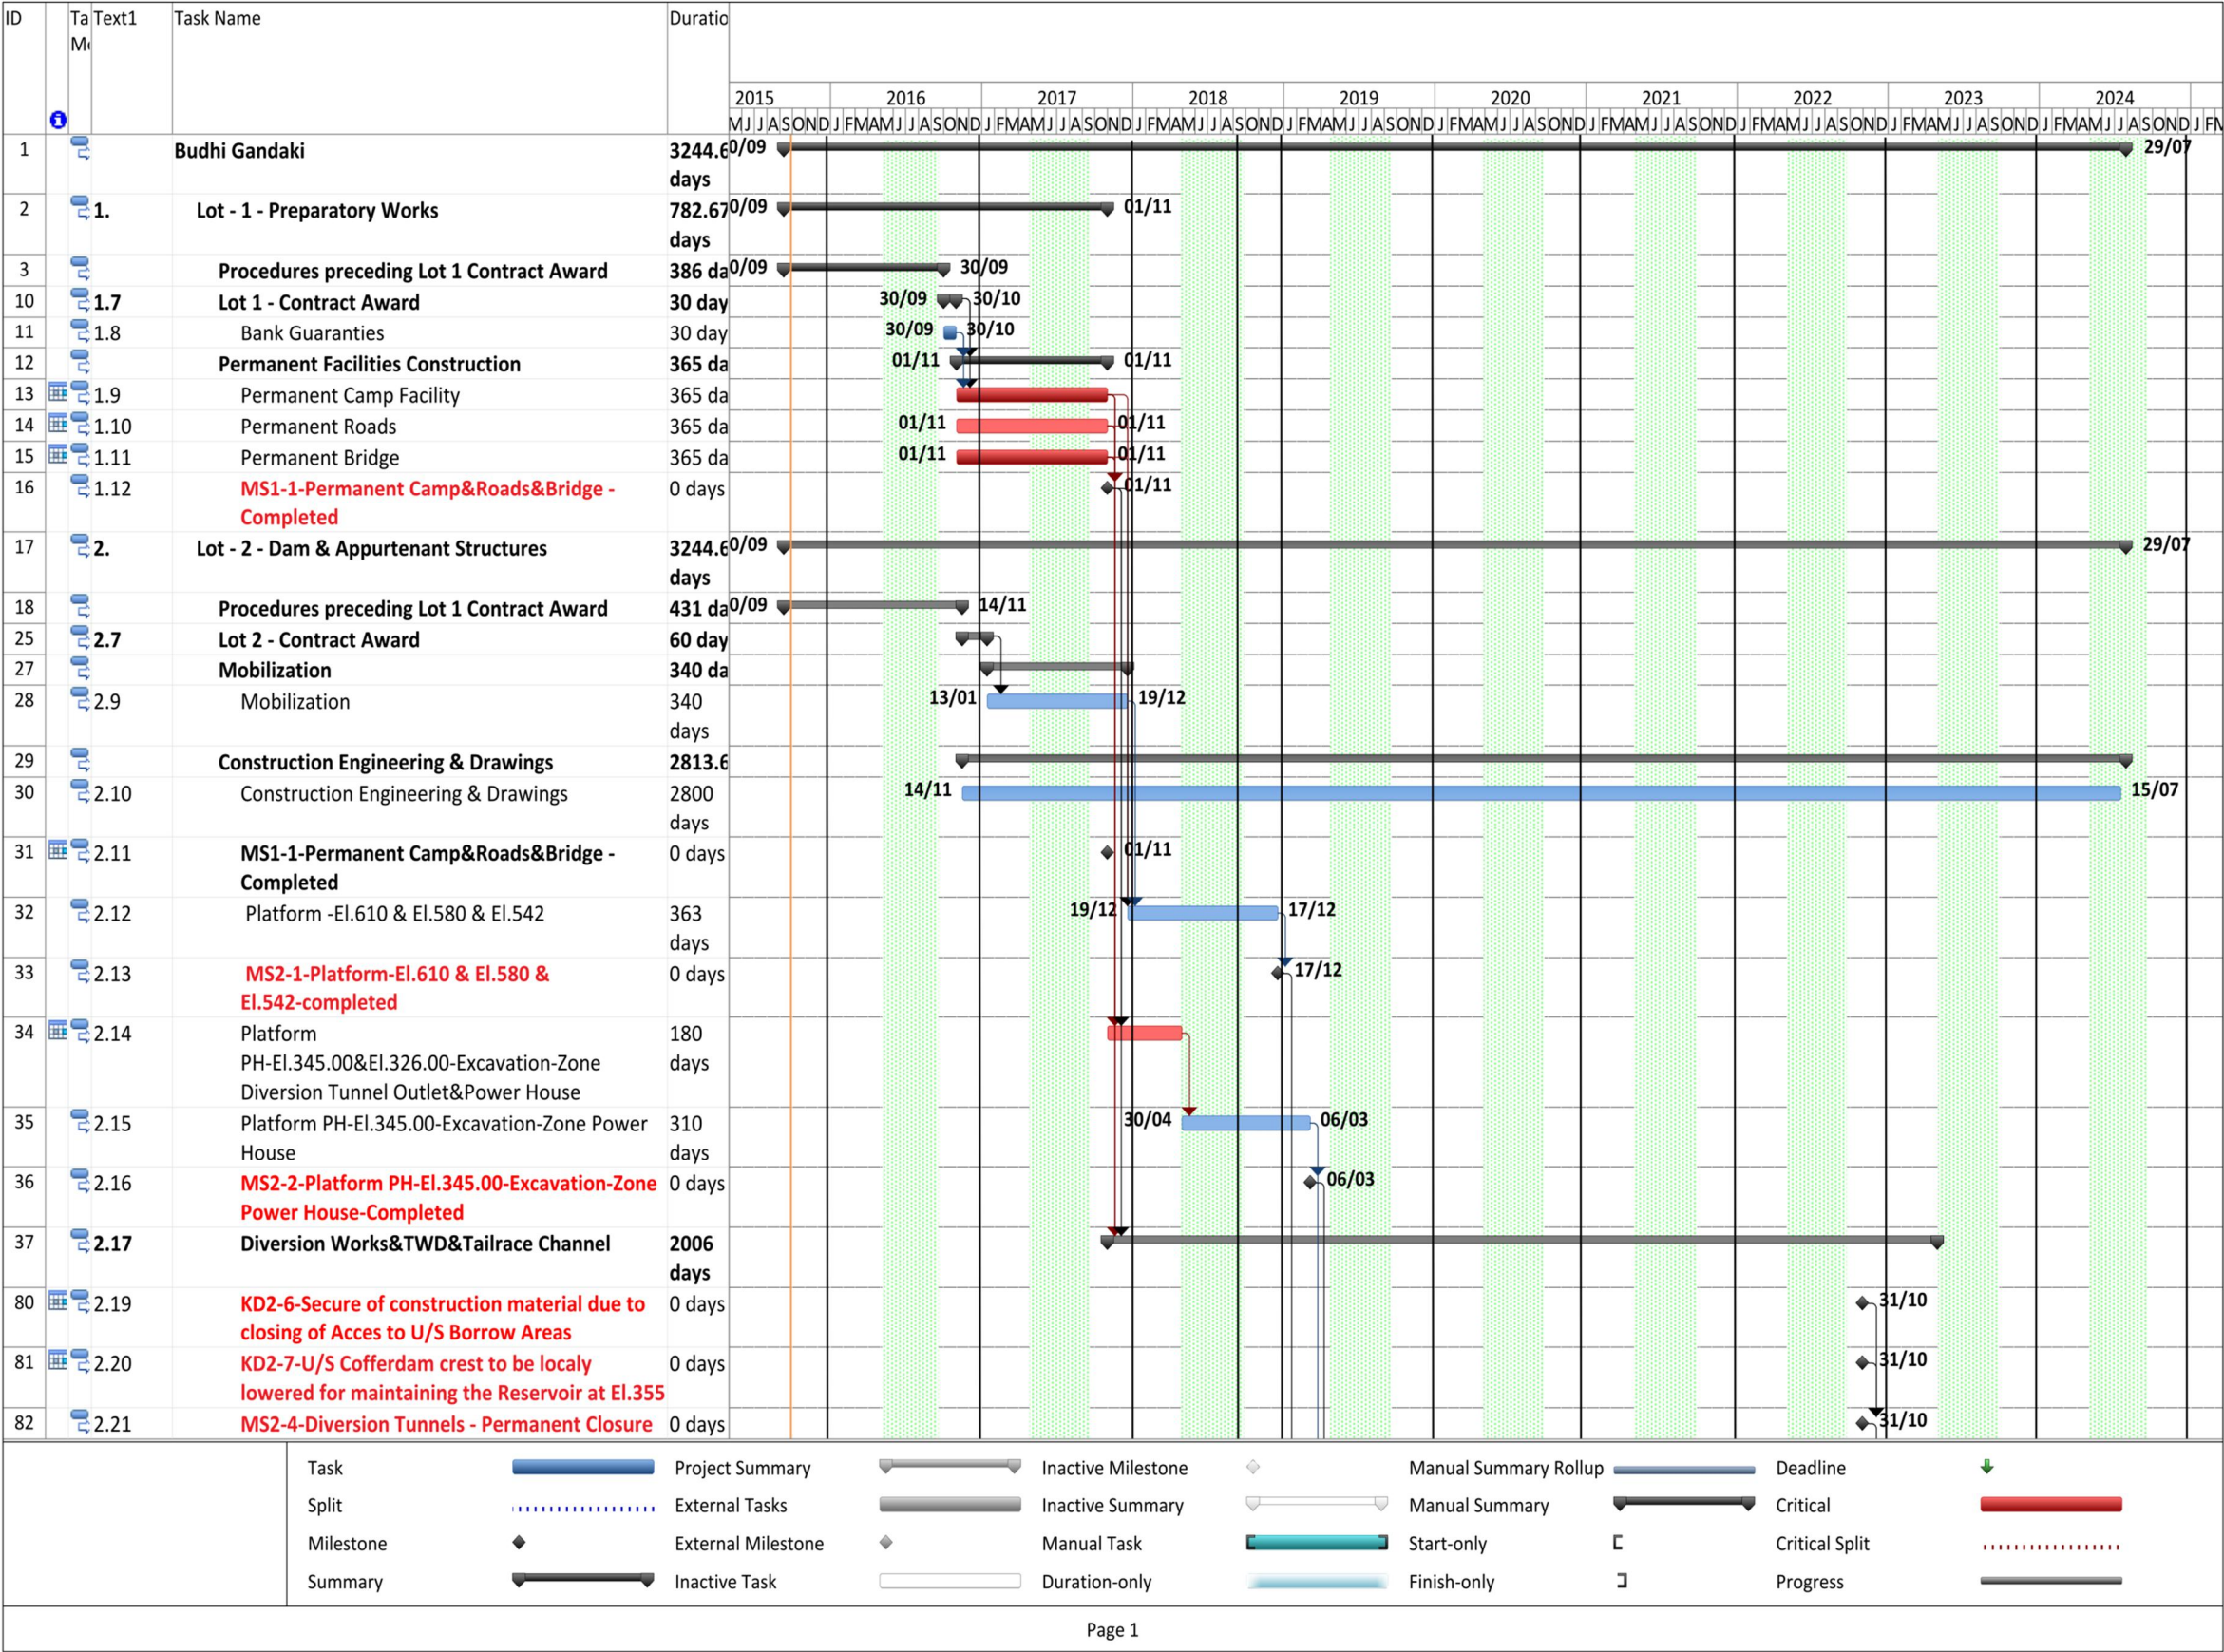 ID Ta Text1 Task Name Duratio
Mo
2015 2016 2017 2018 2019 2020 2021 2022 2023 2024
M J J A S O N D J F M A M J J A S O N D J F M A M J J A S O N D J F M A M J J A S O N D J F M A M J J A S O N D J F M A M J J A S O N D J F M A M J J A S O N D J F M A M J J A S O N D J F M A M J J A S O N D J F M A M J J A S O N D J F M
1 Budhi Gandaki 3244.6 0/09 29/07
days
2 1. Lot - 1 - Preparatory Works 782.67 0/09 01/11
days
3 Procedures preceding Lot 1 Contract Award 386 da 0/09 30/09
10 1.7 Lot 1 - Contract Award 30 day 30/09 30/10
11 1.8 Bank Guaranties 30 day 30/09 30/10
12 Permanent Facilities Construction 365 da 01/11 01/11
13 1.9 Permanent Camp Facility 365 da
14 1.10 Permanent Roads 365 da 01/11 01/11
15 1.11 Permanent Bridge 365 da 01/11 01/11
16 1.12 MS1-1-Permanent Camp&Roads&Bridge - 0 days 01/11
Completed
17 2. Lot - 2 - Dam & Appurtenant Structures 3244.6 0/09 29/07
days
18 Procedures preceding Lot 1 Contract Award 431 da 0/09 14/11
25 2.7 Lot 2 - Contract Award 60 day
27 Mobilization 340 da
28 2.9 Mobilization 340 13/01 19/12
days
29 Construction Engineering & Drawings 2813.6
30 2.10 Construction Engineering & Drawings 2800 14/11 15/07
days
31 2.11 MS1-1-Permanent Camp&Roads&Bridge - 0 days 01/11
Completed
32 2.12 Platform -El.610 & El.580 & El.542 363 19/12 17/12
days
33 2.13 MS2-1-Platform-El.610 & El.580 & 0 days 17/12
El.542-completed
34 2.14 Platform 180
PH-El.345.00&El.326.00-Excavation-Zone days
Diversion Tunnel Outlet&Power House
35 2.15 Platform PH-El.345.00-Excavation-Zone Power 310 30/04 06/03
House days
36 2.16 MS2-2-Platform PH-El.345.00-Excavation-Zone 0 days 06/03
Power House-Completed
37 2.17 Diversion Works&TWD&Tailrace Channel 2006
days
80 2.19 KD2-6-Secure of construction material due to 0 days 31/10
closing of Acces to U/S Borrow Areas
81 2.20 KD2-7-U/S Cofferdam crest to be localy 0 days 31/10
lowered for maintaining the Reservoir at El.355
82 2.21 MS2-4-Diversion Tunnels - Permanent Closure 0 days 31/10
Task Project Summary Inactive Milestone Manual Summary Rollup Deadline
Split External Tasks Inactive Summary Manual Summary Critical
Milestone External Milestone Manual Task Start-only Critical Split
Summary Inactive Task Duration-only Finish-only Progress
Page 1